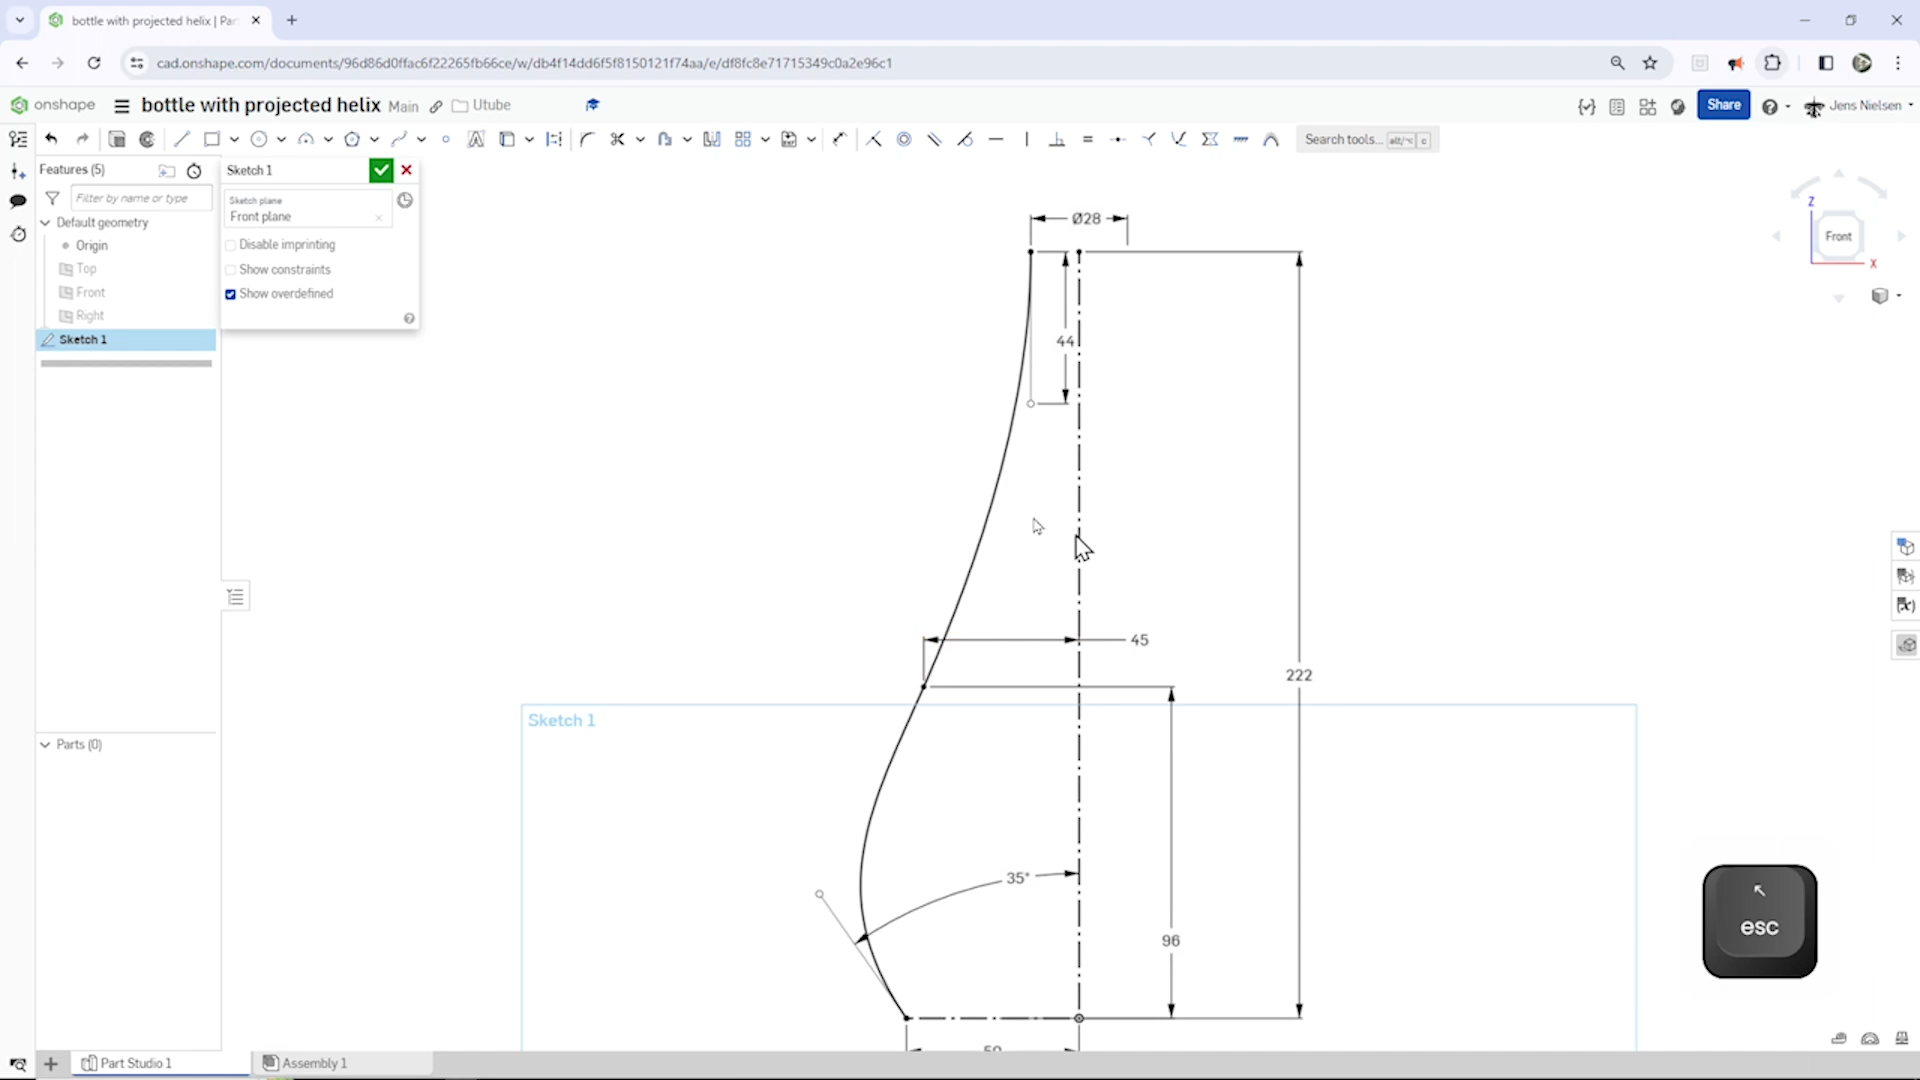 bottle with projected helix | Par
cad.onshape.com/documents/96d86d0ffac6f22265fb66ce/w/db4f14dd6f5f8150121f74aa/e/df8fc8e71715349c0a2e96c1
onshape
bottle with projected helix Main Utube
Share
Jens Nielsen
Search tools... alt/⌥ c
Features (5)
Filter by name or type
Default geometry
Origin
Top
Front
Right
Sketch 1
Sketch 1
Sketch plane
Front plane
Disable imprinting
Show constraints
Show overdefined
Z
Front
X
Ø28
44
45
222
Sketch 1
35°
96
50
Parts (0)
esc
Part Studio 1
Assembly 1